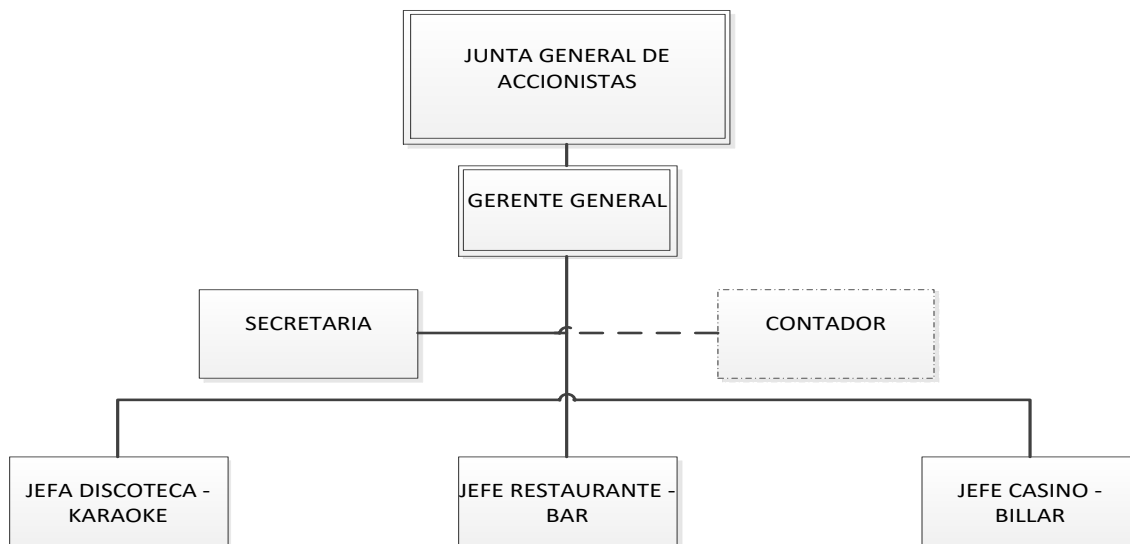 JUNTA GENERAL DE
ACCIONISTAS
GERENTE GENERAL
SECRETARIA
CONTADOR
JEFA DISCOTECA -
KARAOKE
JEFE RESTAURANTE -
BAR
JEFE CASINO -
BILLAR